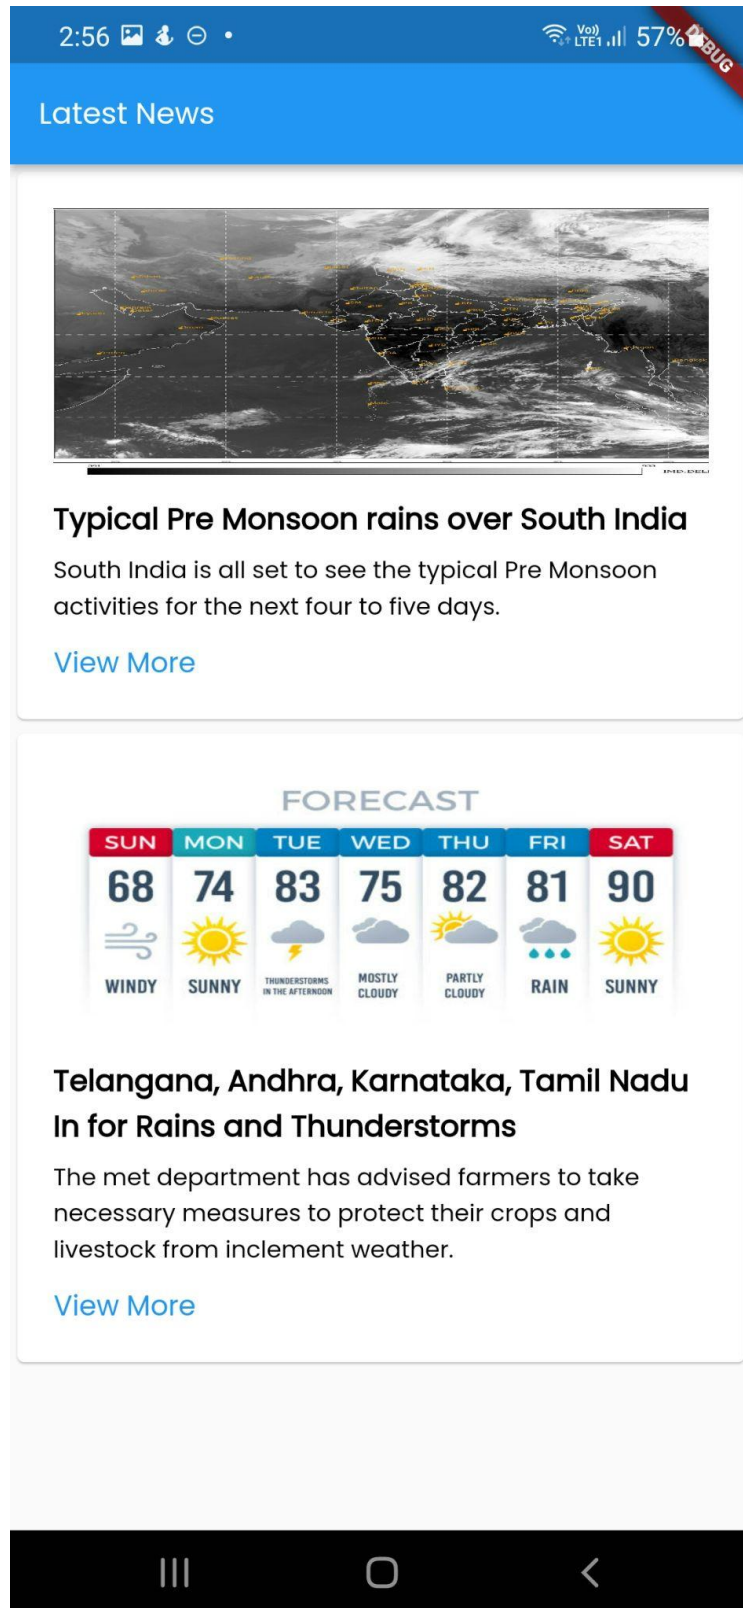 2:56
Vo))
LTE1
57%
DEBUG
Latest News
Typical Pre Monsoon rains over South India
South India is all set to see the typical Pre Monsoon
activities for the next four to five days.
View More
FORECAST
SUN MON TUE WED THU FRI SAT
68 74 83 75 82 81 90
WINDY SUNNY THUNDERSTORMS IN THE AFTERNOON MOSTLY CLOUDY PARTLY CLOUDY RAIN SUNNY
Telangana, Andhra, Karnataka, Tamil Nadu
In for Rains and Thunderstorms
The met department has advised farmers to take
necessary measures to protect their crops and
livestock from inclement weather.
View More